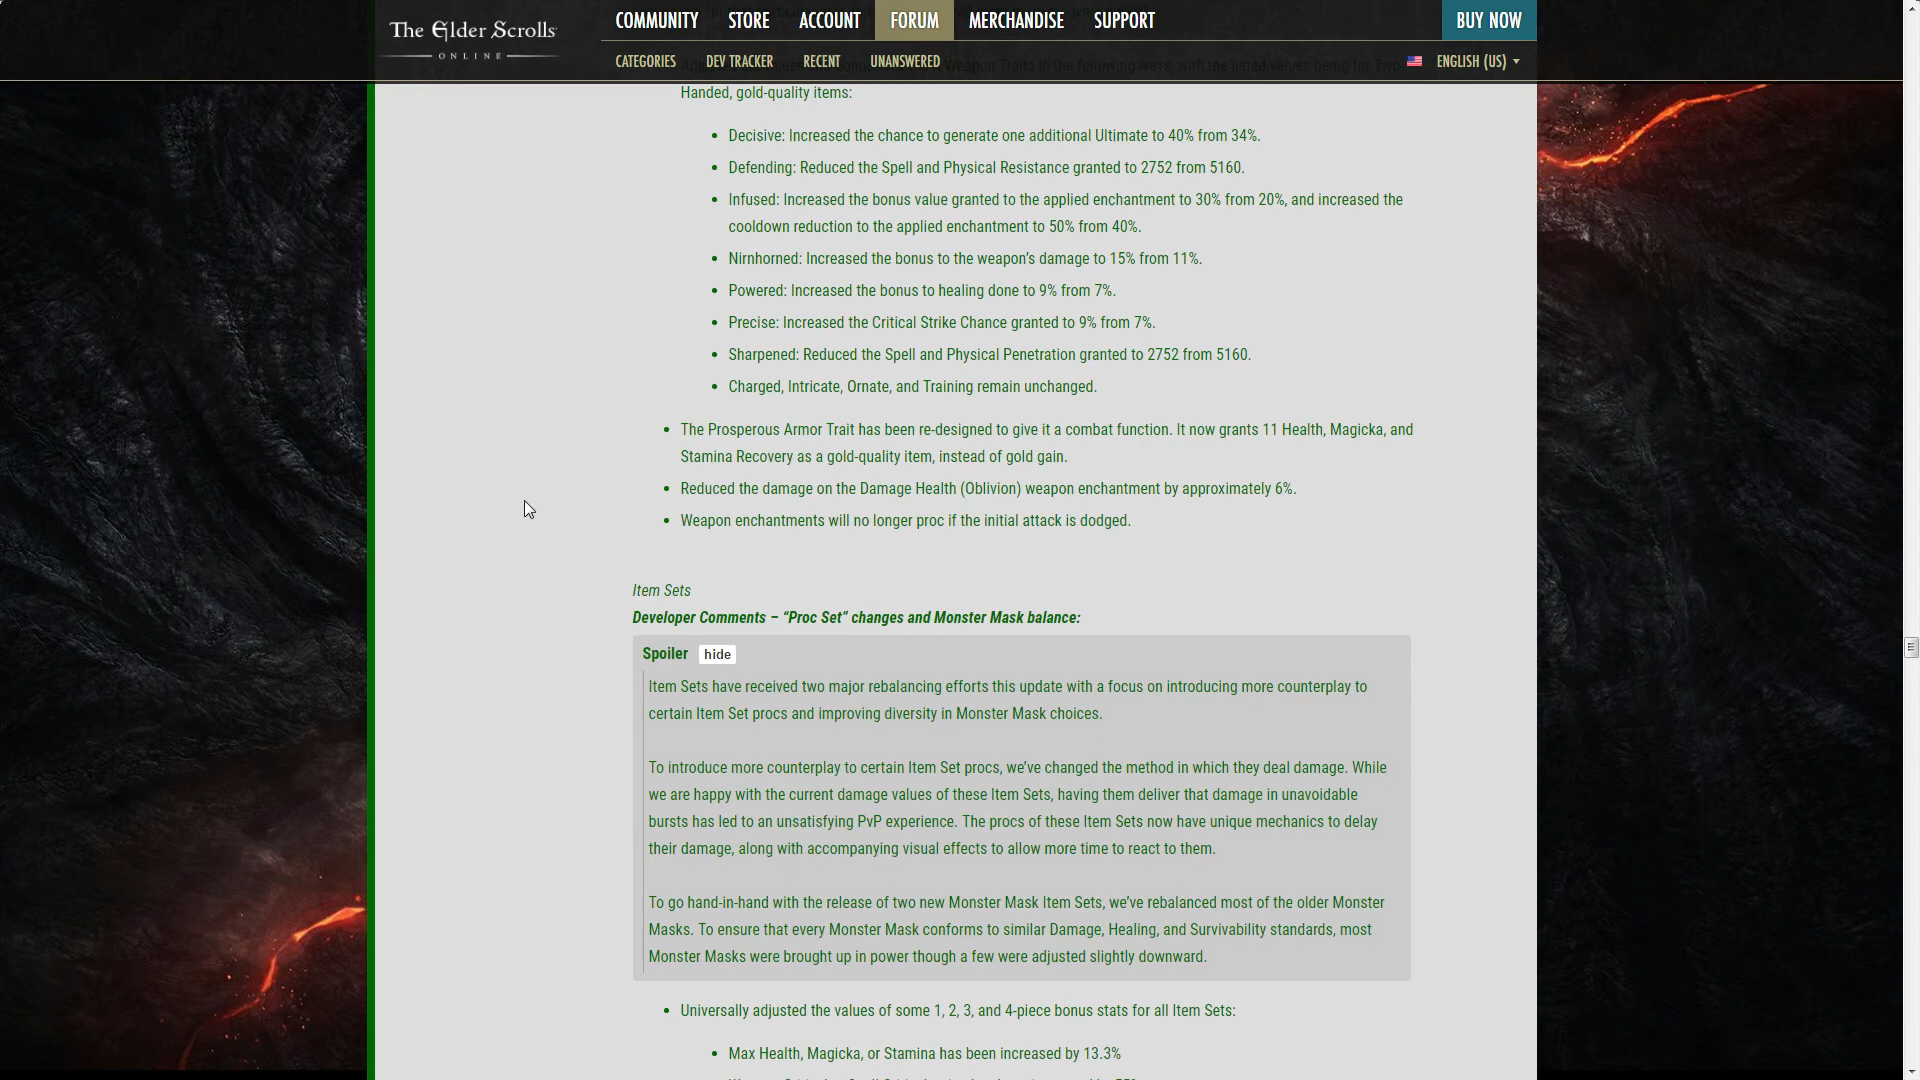 The Elder Scrolls
ONLINE
COMMUNITY STORE ACCOUNT FORUM MERCHANDISE SUPPORT BUY NOW
CATEGORIES DEV TRACKER RECENT UNANSWERED ENGLISH (US)
Weapon Traits in the following ways, with the listed values being for Two-
Handed, gold-quality items:
• Decisive: Increased the chance to generate one additional Ultimate to 40% from 34%.
• Defending: Reduced the Spell and Physical Resistance granted to 2752 from 5160.
• Infused: Increased the bonus value granted to the applied enchantment to 30% from 20%, and increased the
cooldown reduction to the applied enchantment to 50% from 40%.
• Nirnhorned: Increased the bonus to the weapon's damage to 15% from 11%.
• Powered: Increased the bonus to healing done to 9% from 7%.
• Precise: Increased the Critical Strike Chance granted to 9% from 7%.
• Sharpened: Reduced the Spell and Physical Penetration granted to 2752 from 5160.
• Charged, Intricate, Ornate, and Training remain unchanged.
• The Prosperous Armor Trait has been re-designed to give it a combat function. It now grants 11 Health, Magicka, and
Stamina Recovery as a gold-quality item, instead of gold gain.
• Reduced the damage on the Damage Health (Oblivion) weapon enchantment by approximately 6%.
• Weapon enchantments will no longer proc if the initial attack is dodged.
Item Sets
Developer Comments – “Proc Set” changes and Monster Mask balance:
Spoiler hide
Item Sets have received two major rebalancing efforts this update with a focus on introducing more counterplay to
certain Item Set procs and improving diversity in Monster Mask choices.
To introduce more counterplay to certain Item Set procs, we’ve changed the method in which they deal damage. While
we are happy with the current damage values of these Item Sets, having them deliver that damage in unavoidable
bursts has led to an unsatisfying PvP experience. The procs of these Item Sets now have unique mechanics to delay
their damage, along with accompanying visual effects to allow more time to react to them.
To go hand-in-hand with the release of two new Monster Mask Item Sets, we’ve rebalanced most of the older Monster
Masks. To ensure that every Monster Mask conforms to similar Damage, Healing, and Survivability standards, most
Monster Masks were brought up in power though a few were adjusted slightly downward.
• Universally adjusted the values of some 1, 2, 3, and 4-piece bonus stats for all Item Sets:
• Max Health, Magicka, or Stamina has been increased by 13.3%